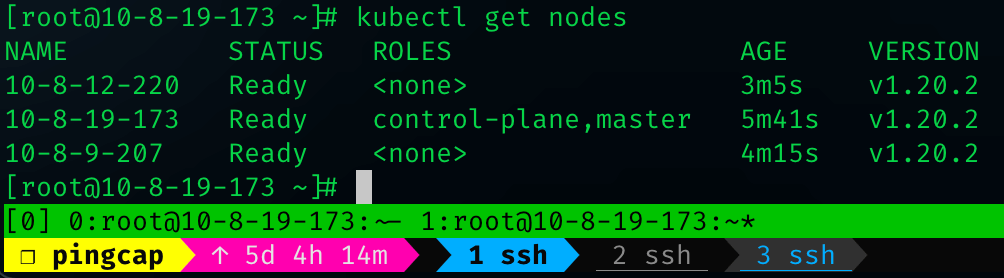 [root@10-8-19-173 ~]# kubectl get nodes
NAME STATUS ROLES AGE VERSION
10-8-12-220 Ready <none> 3m5s v1.20.2
10-8-19-173 Ready control-plane,master 5m41s v1.20.2
10-8-9-207 Ready <none> 4m15s v1.20.2
[root@10-8-19-173 ~]#
[0] 0:root@10-8-19-173:~- 1:root@10-8-19-173:~*
❐ pingcap ↑ 5d 4h 14m 1 ssh 2 ssh 3 ssh